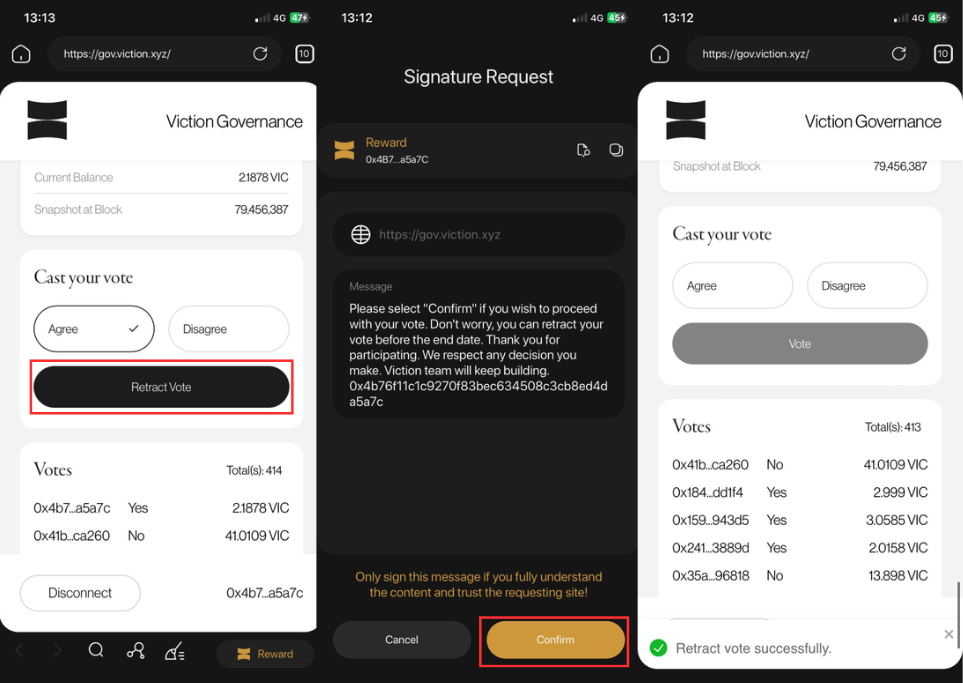 13:13
4G 47
https://gov.viction.xyz/
10
Viction Governance
Current Balance 2.1878 VIC
Snapshot at Block 79,456,387
Cast your vote
Agree Disagree
Retract Vote
Votes Total(s): 414
0x4b7...a5a7c Yes 2.1878 VIC
0x41b...ca260 No 41.0109 VIC
Disconnect 0x4b7...a5a7c
Reward
13:12
4G 45
Signature Request
Reward
0x4B7...a5a7C
https://gov.viction.xyz
Message
Please select "Confirm" if you wish to proceed
with your vote. Don't worry, you can retract your
vote before the end date. Thank you for
participating. We respect any decision you
make. Viction team will keep building.
0x4b76f11c1c9270f83bec634508c3cb8ed4d
a5a7c
Only sign this message if you fully understand
the content and trust the requesting site!
Cancel Confirm
13:12
4G 45
https://gov.viction.xyz/
10
Viction Governance
Snapshot at Block 79,456,387
Cast your vote
Agree Disagree
Vote
Votes Total(s): 413
0x41b...ca260 No 41.0109 VIC
0x184...dd1f4 Yes 2.999 VIC
0x159...943d5 Yes 3.0585 VIC
0x241...3889d Yes 2.0158 VIC
0x35a...96818 No 13.898 VIC
Retract vote successfully.